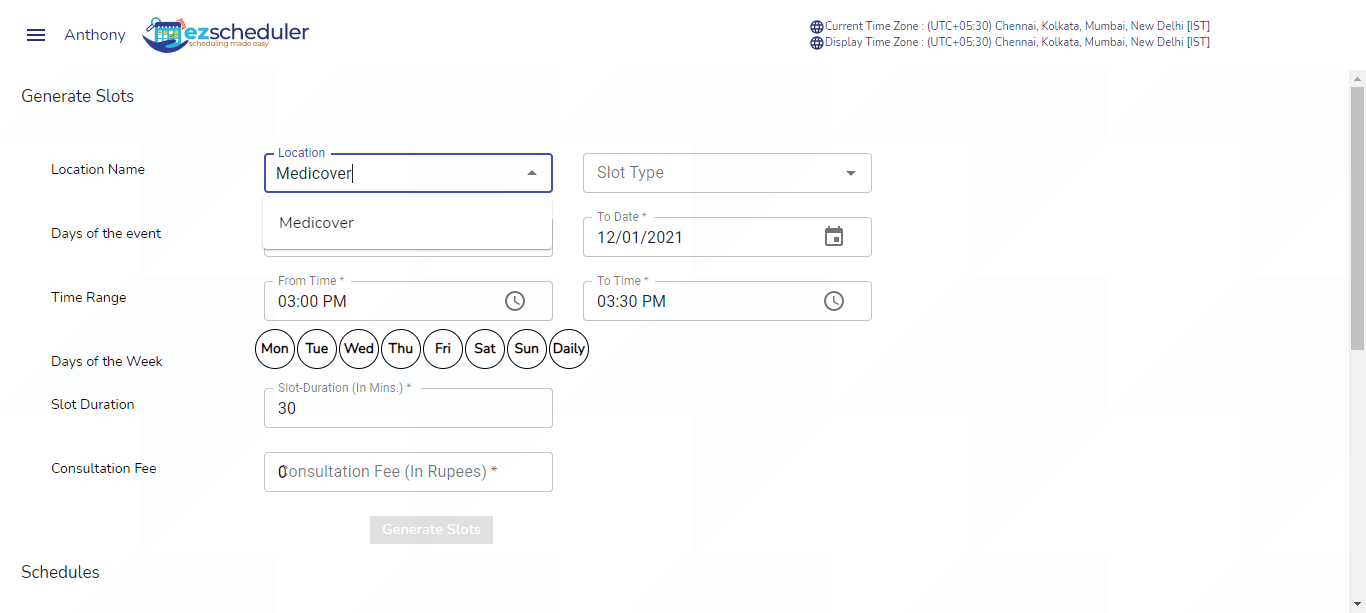 Anthony
ezscheduler
scheduling made easy
Current Time Zone : (UTC+05:30) Chennai, Kolkata, Mumbai, New Delhi [IST]
Display Time Zone : (UTC+05:30) Chennai, Kolkata, Mumbai, New Delhi [IST]
Generate Slots
Location Name
Location
Medicover
Slot Type
Medicover
Days of the event
To Date *
12/01/2021
Time Range
From Time *
03:00 PM
To Time *
03:30 PM
Days of the Week
Mon Tue Wed Thu Fri Sat Sun Daily
Slot Duration
Slot-Duration (In Mins.) *
30
Consultation Fee
0
Consultation Fee (In Rupees) *
Generate Slots
Schedules